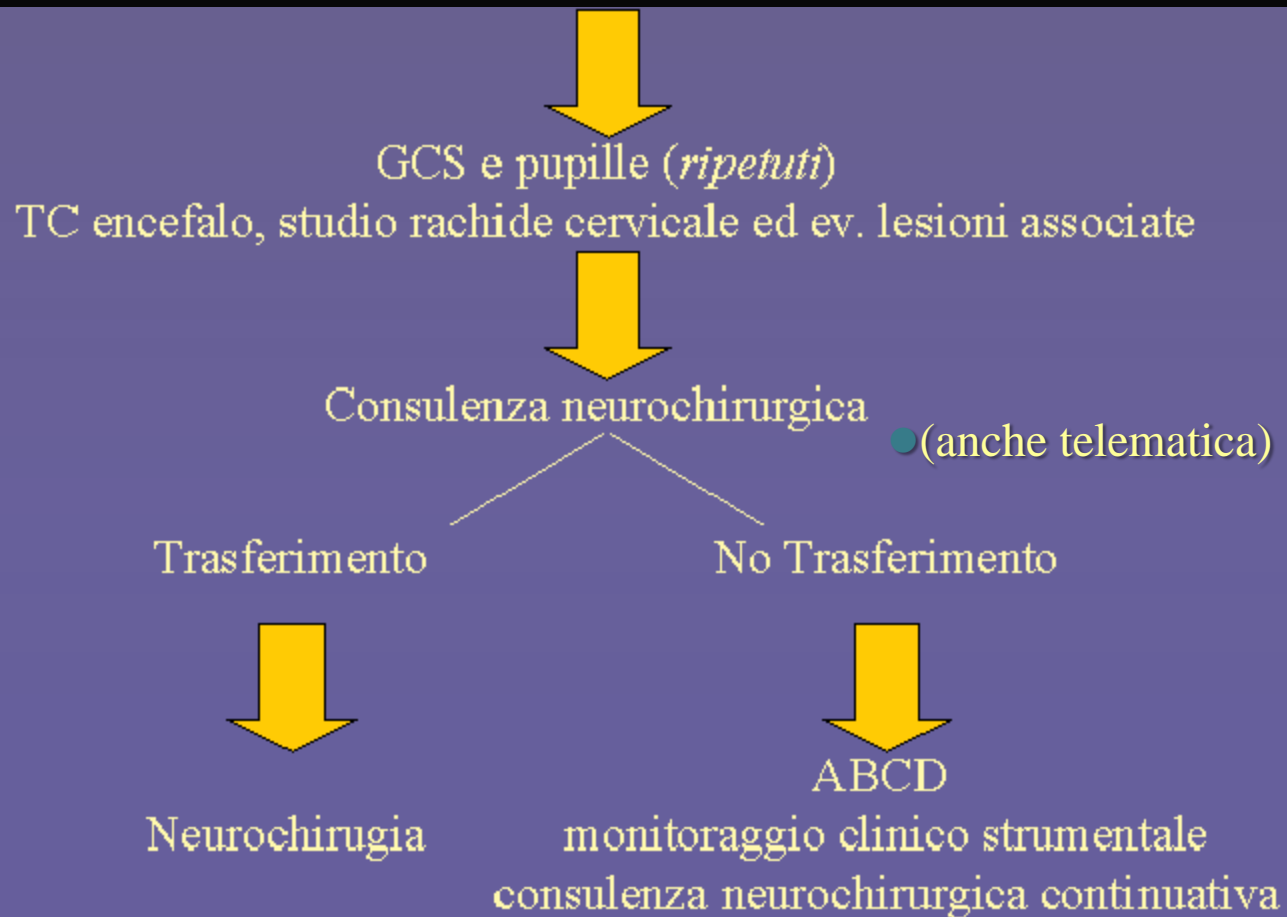 GCS e pupille (ripetuti)
TC encefalo, studio rachide cervicale ed ev. lesioni associate
Consulenza neurochirurgica
(anche telematica)
Trasferimento
No Trasferimento
Neurochirugia
ABCD
monitoraggio clinico strumentale
consulenza neurochirurgica continuativa